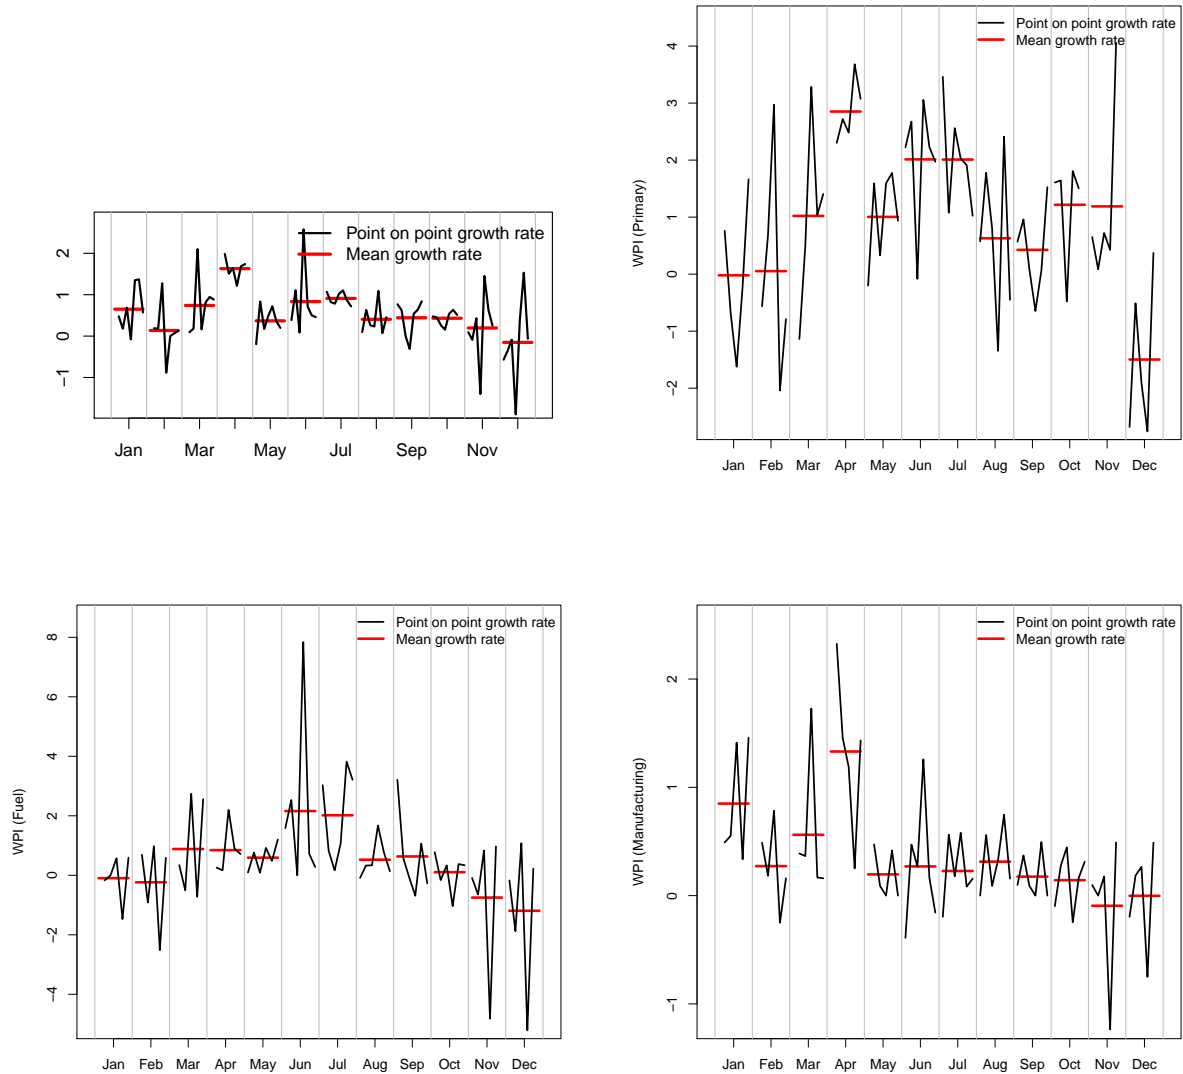 Point on point growth rate
Mean growth rate
2
1
0
−1
Jan
Mar
May
Jul
Sep
Nov
Point on point growth rate
Mean growth rate
WPI (Primary)
4
3
2
1
0
−1
−2
Jan Feb Mar Apr May Jun Jul Aug Sep Oct Nov Dec
Point on point growth rate
Mean growth rate
WPI (Fuel)
8
6
4
2
0
−2
−4
Jan Feb Mar Apr May Jun Jul Aug Sep Oct Nov Dec
Point on point growth rate
Mean growth rate
WPI (Manufacturing)
2
1
0
−1
Jan Feb Mar Apr May Jun Jul Aug Sep Oct Nov Dec